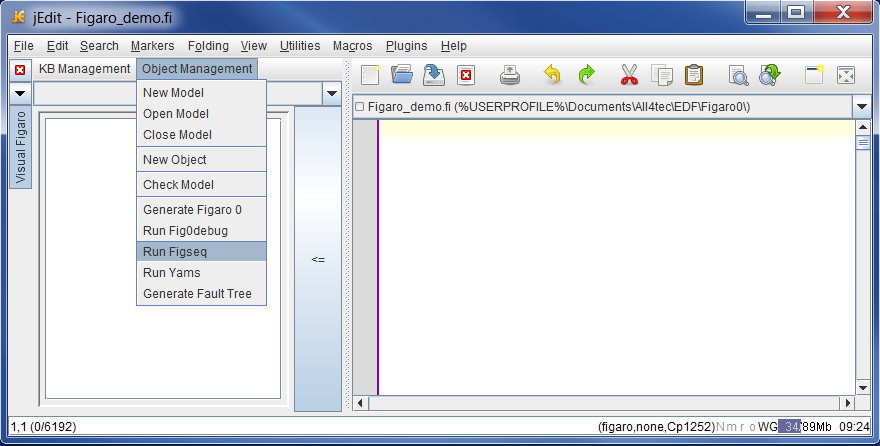 jEdit - Figaro_demo.fi
File Edit Search Markers Folding View Utilities Macros Plugins Help
KB Management Object Management
New Model
Open Model
Close Model
New Object
Check Model
Generate Figaro 0
Run Fig0debug
Run Figseq
Run Yams
Generate Fault Tree
Visual Figaro
<=
Figaro_demo.fi (%USERPROFILE%\Documents\All4tec\EDF\Figaro0\)
1,1 (0/6192)
(figaro,none,Cp1252)Nmr oWG 34/89Mb 09:24